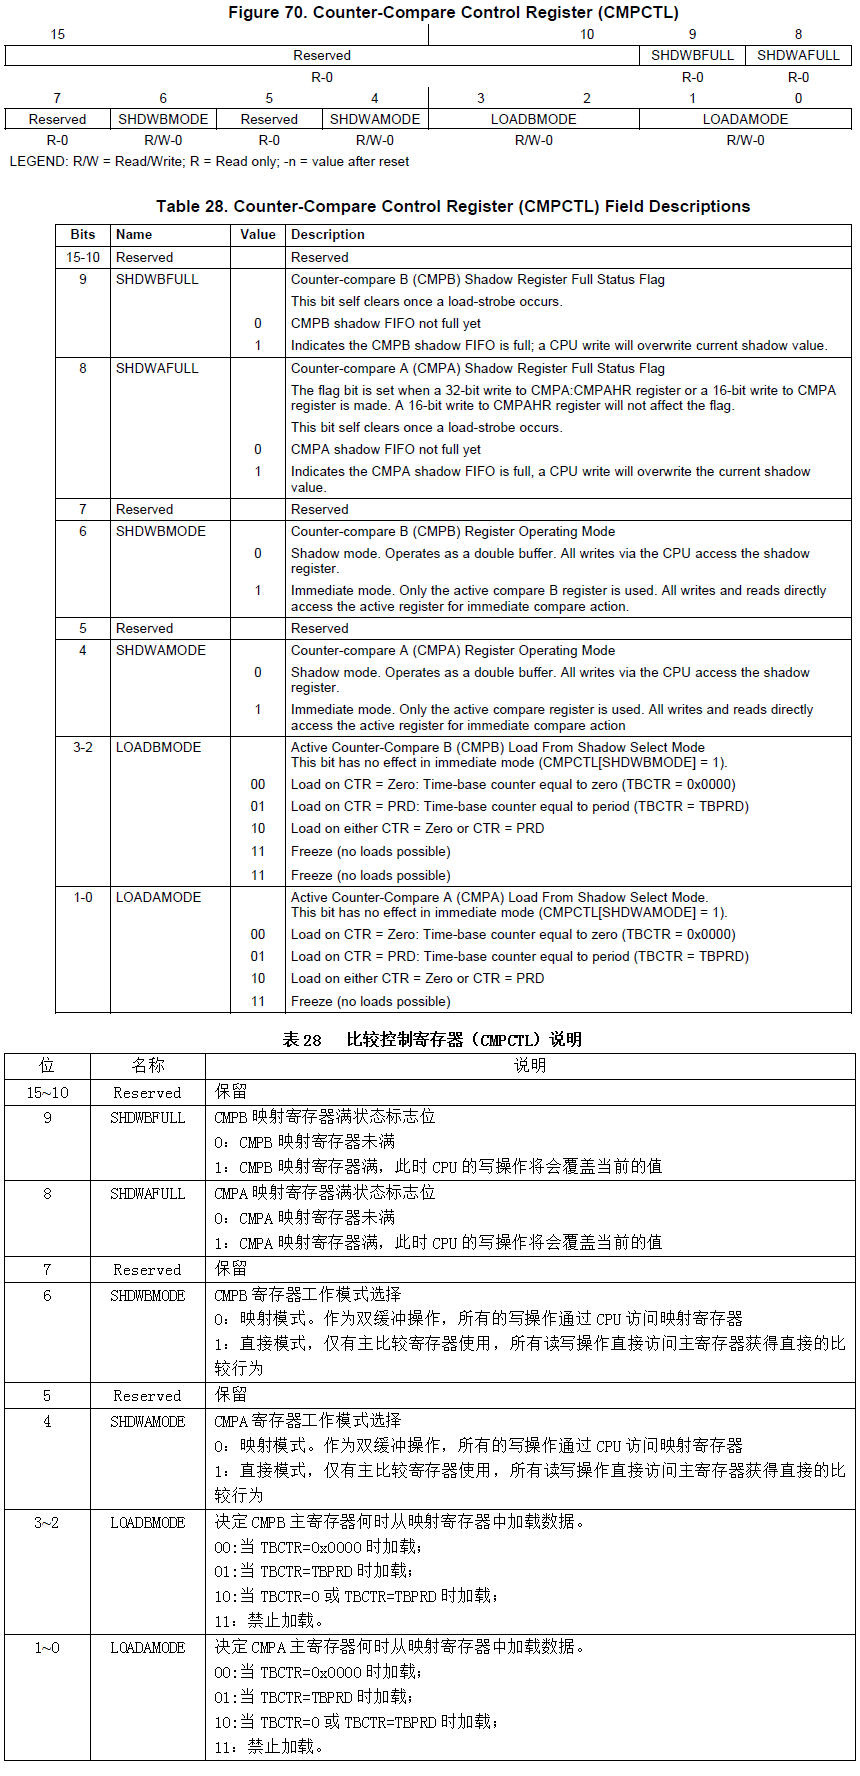 Figure 70. Counter-Compare Control Register (CMPCTL)
15 10 9 8
Reserved SHDWBFULL SHDWAFULL
R-0 R-0 R-0
7 6 5 4 3 2 1 0
Reserved SHDWBMODE Reserved SHDWAMODE LOADBMODE LOADAMODE
R-0 R/W-0 R-0 R/W-0 R/W-0 R/W-0
LEGEND: R/W = Read/Write; R = Read only; -n = value after reset
Table 28. Counter-Compare Control Register (CMPCTL) Field Descriptions
Bits Name Value Description
15-10 Reserved Reserved
9 SHDWBFULL Counter-compare B (CMPB) Shadow Register Full Status Flag
This bit self clears once a load-strobe occurs.
0 CMPB shadow FIFO not full yet
1 Indicates the CMPB shadow FIFO is full; a CPU write will overwrite current shadow value.
8 SHDWAFULL Counter-compare A (CMPA) Shadow Register Full Status Flag
The flag bit is set when a 32-bit write to CMPA:CMPAHR register or a 16-bit write to CMPA
register is made. A 16-bit write to CMPAHR register will not affect the flag.
This bit self clears once a load-strobe occurs.
0 CMPA shadow FIFO not full yet
1 Indicates the CMPA shadow FIFO is full, a CPU write will overwrite the current shadow
value.
7 Reserved Reserved
6 SHDWBMODE Counter-compare B (CMPB) Register Operating Mode
0 Shadow mode. Operates as a double buffer. All writes via the CPU access the shadow
register.
1 Immediate mode. Only the active compare B register is used. All writes and reads directly
access the active register for immediate compare action.
5 Reserved Reserved
4 SHDWAMODE Counter-compare A (CMPA) Register Operating Mode
0 Shadow mode. Operates as a double buffer. All writes via the CPU access the shadow
register.
1 Immediate mode. Only the active compare register is used. All writes and reads directly
access the active register for immediate compare action
3-2 LOADBMODE Active Counter-Compare B (CMPB) Load From Shadow Select Mode
This bit has no effect in immediate mode (CMPCTL[SHDWBMODE] = 1).
00 Load on CTR = Zero: Time-base counter equal to zero (TBCTR = 0x0000)
01 Load on CTR = PRD: Time-base counter equal to period (TBCTR = TBPRD)
10 Load on either CTR = Zero or CTR = PRD
11 Freeze (no loads possible)
11 Freeze (no loads possible)
1-0 LOADAMODE Active Counter-Compare A (CMPA) Load From Shadow Select Mode.
This bit has no effect in immediate mode (CMPCTL[SHDWAMODE] = 1).
00 Load on CTR = Zero: Time-base counter equal to zero (TBCTR = 0x0000)
01 Load on CTR = PRD: Time-base counter equal to period (TBCTR = TBPRD)
10 Load on either CTR = Zero or CTR = PRD
11 Freeze (no loads possible)
表 28 比较控制寄存器（CMPCTL）说明
位 名称 说明
15~10 Reserved 保留
9 SHDWBFULL CMPB 映射寄存器满状态标志位
0：CMPB 映射寄存器未满
1：CMPB 映射寄存器满，此时 CPU 的写操作将会覆盖当前的值
8 SHDWAFULL CMPA 映射寄存器满状态标志位
0：CMPA 映射寄存器未满
1：CMPA 映射寄存器满，此时 CPU 的写操作将会覆盖当前的值
7 Reserved 保留
6 SHDWBMODE CMPB 寄存器工作模式选择
0：映射模式。作为双缓冲操作，所有的写操作通过 CPU 访问映射寄存器
1：直接模式，仅有主比较寄存器使用，所有读写操作直接访问主寄存器获得直接的比
较行为
5 Reserved 保留
4 SHDWAMODE CMPA 寄存器工作模式选择
0：映射模式。作为双缓冲操作，所有的写操作通过 CPU 访问映射寄存器
1：直接模式，仅有主比较寄存器使用，所有读写操作直接访问主寄存器获得直接的比
较行为
3~2 LOADBMODE 决定 CMPB 主寄存器何时从映射寄存器中加载数据。
00:当 TBCTR=0x0000 时加载；
01:当 TBCTR=TBPRD 时加载；
10:当 TBCTR=0 或 TBCTR=TBPRD 时加载；
11：禁止加载。
1~0 LOADAMODE 决定 CMPA 主寄存器何时从映射寄存器中加载数据。
00:当 TBCTR=0x0000 时加载；
01:当 TBCTR=TBPRD 时加载；
10:当 TBCTR=0 或 TBCTR=TBPRD 时加载；
11：禁止加载。